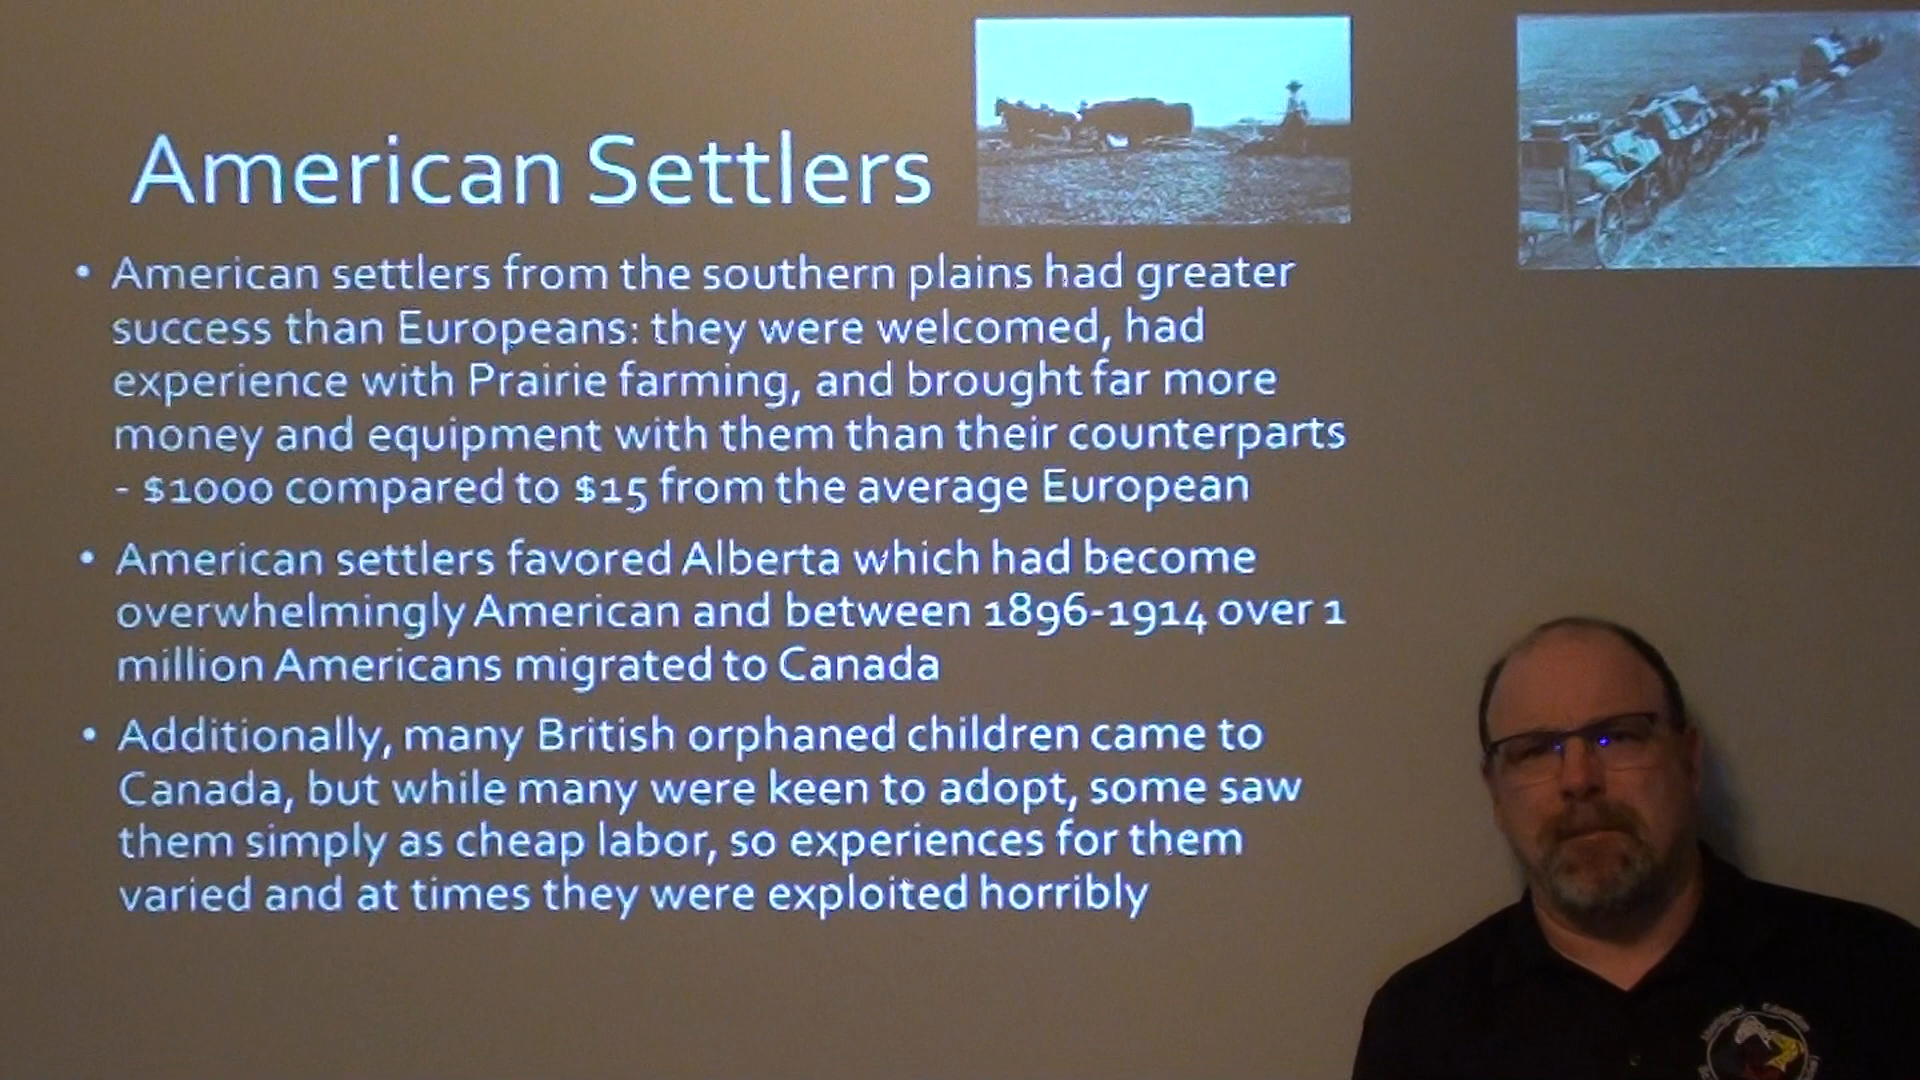 American Settlers
• American settlers from the southern plains had greater
success than Europeans: they were welcomed, had
experience with Prairie farming, and brought far more
money and equipment with them than their counterparts
- $1000 compared to $15 from the average European
• American settlers favored Alberta which had become
overwhelmingly American and between 1896-1914 over 1
million Americans migrated to Canada
• Additionally, many British orphaned children came to
Canada, but while many were keen to adopt, some saw
them simply as cheap labor, so experiences for them
varied and at times they were exploited horribly